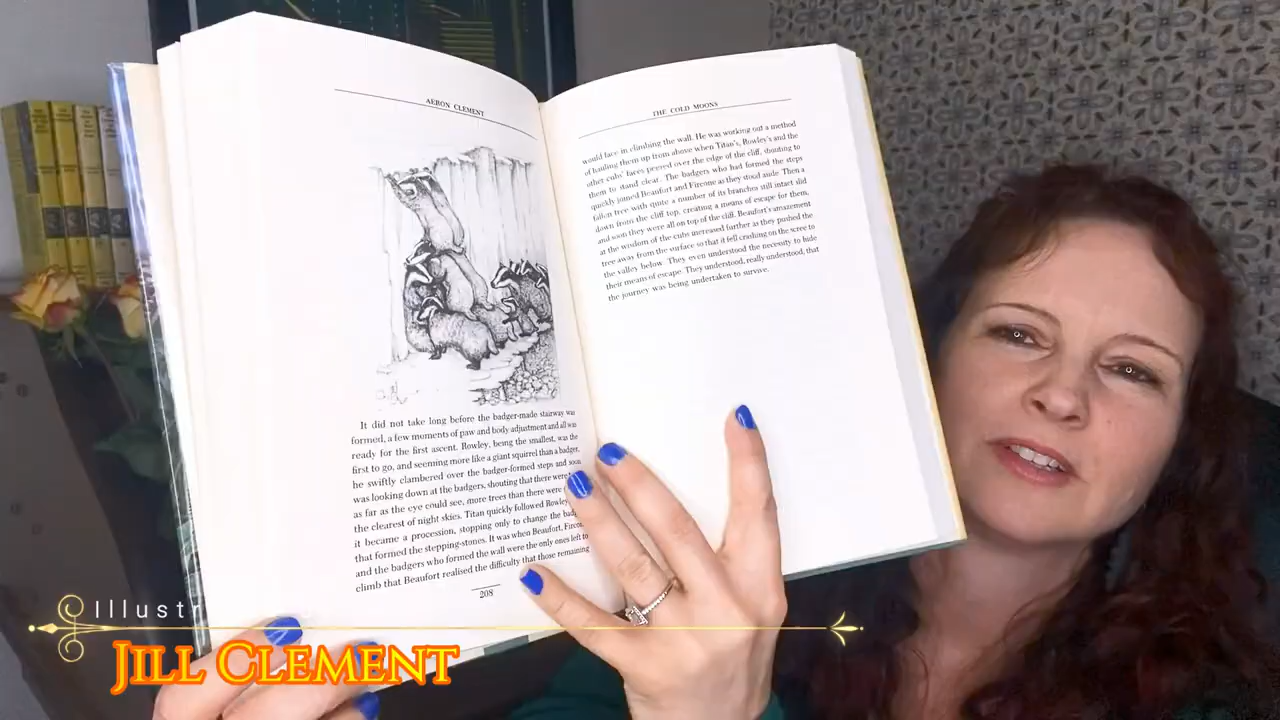 AERON CLEMENT
It did not take long before the badger-made stairway was
formed, a few moments of paw and body adjustment and all was
ready for the first ascent. Rowley, being the smallest, was the
first to go, and seeming more like a giant squirrel than a badger,
he swiftly clambered over the badger-formed steps and soon
was looking down at the badgers, shouting that there were
as far as the eye could see, more trees than there were
the clearest of night skies. Titan quickly followed Rowley
it became a procession, stopping only to change the
that formed the stepping-stones. It was when Beaufort,
and the badgers who formed the wall were the only ones left to
climb that Beaufort realised the difficulty that those remaining
208
THE COLD MOONS
would face in climbing the wall. He was working out a method
of hauling them up from above when Titan's, Rowley's and the
other cubs' faces peered over the edge of the cliff, shouting to
them to stand clear. The badgers who had formed the steps
quickly joined Beaufort and Fircone as they stood aside. Then a
fallen tree with quite a number of its branches still intact slid
down from the cliff top, creating a means of escape for them,
and soon they were all on top of the cliff. Beaufort's amazement
at the wisdom of the cubs increased further as they pushed the
tree away from the surface so that it fell crashing on the scree to
the valley below. They even understood the necessity to hide
their means of escape. They understood, really understood, that
the journey was being undertaken to survive.
Illustr
JILL CLEMENT